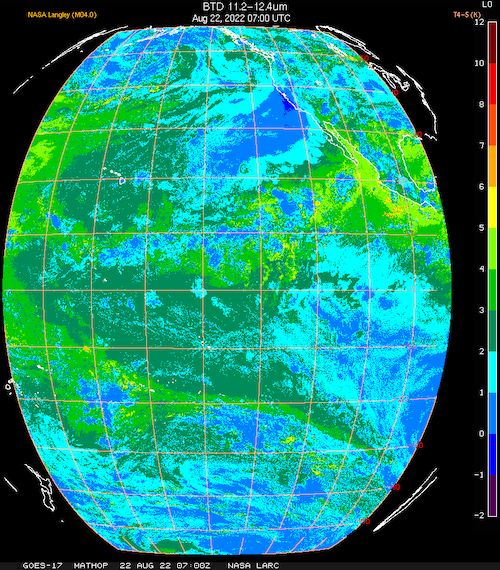 BTD 11.2-12.4um
L0
NASA Langley (M04.0)
Aug 22, 2022 07:00 UTC
T4-5 (K)
12
10
8
7
6
5
4
3
2
1
0
-1
-2
GOES-17 MATHOP 22 AUG 22 07:00Z NASA LARC